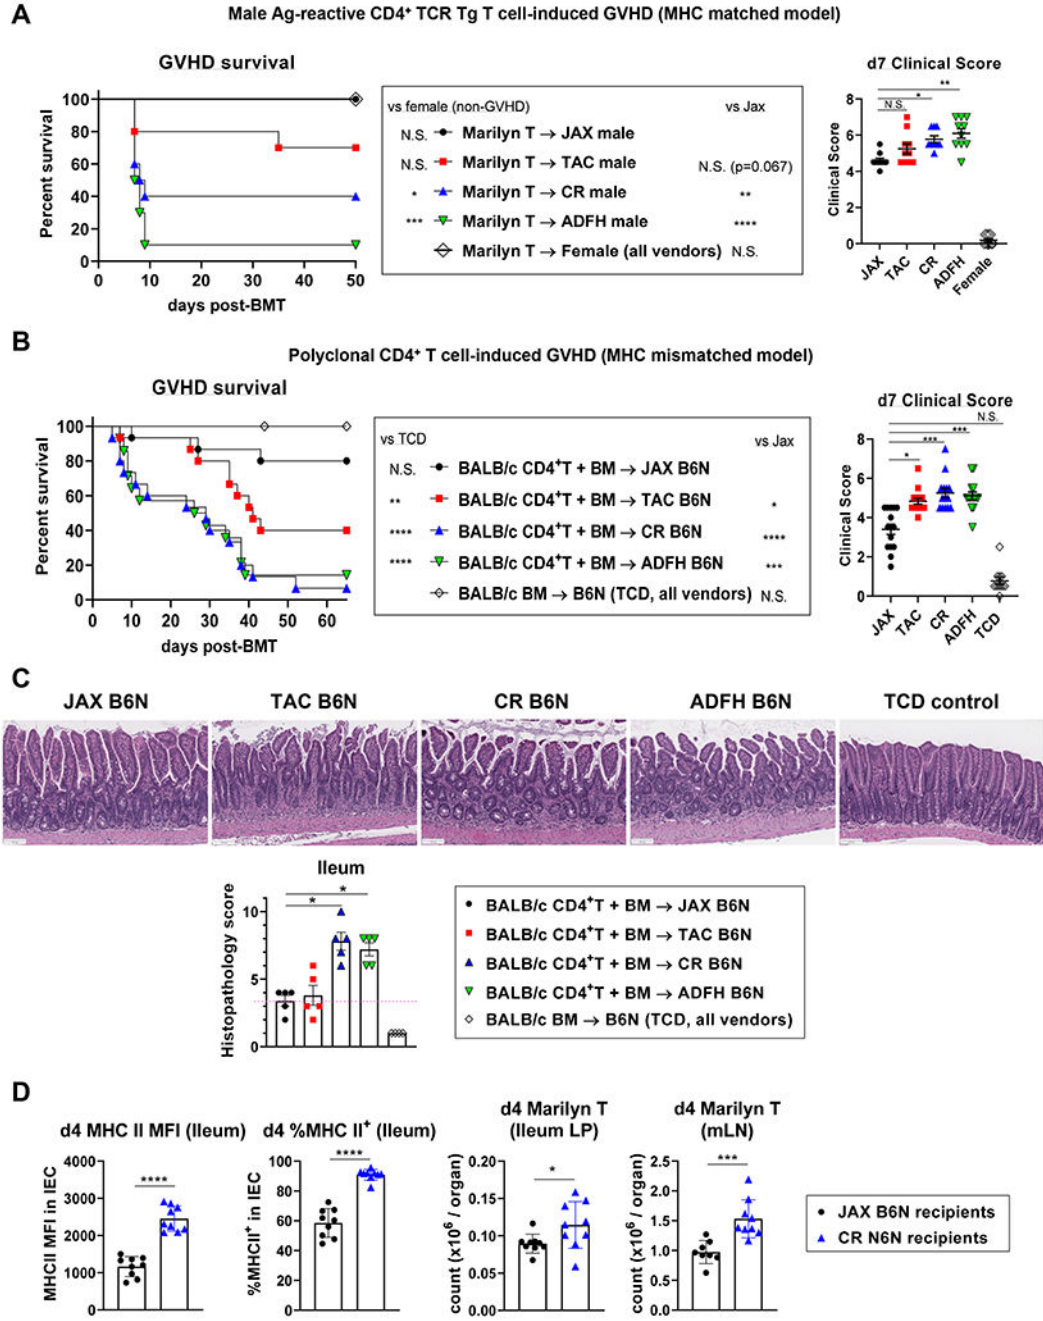 A
Male Ag-reactive CD4⁺ TCR Tg T cell-induced GVHD (MHC matched model)
GVHD survival
Percent survival
100
80
60
40
20
0
0 10 20 30 40 50
days post-BMT
vs female (non-GVHD) vs Jax
N.S. Marilyn T → JAX male
N.S. Marilyn T → TAC male N.S. (p=0.067)
* Marilyn T → CR male **
*** Marilyn T → ADFH male ****
Marilyn T → Female (all vendors) N.S.
d7 Clinical Score
Clinical Score
8
6
4
2
0
N.S.
*
**
JAX TAC CR ADFH Female
B
Polyclonal CD4⁺ T cell-induced GVHD (MHC mismatched model)
GVHD survival
Percent survival
100
80
60
40
20
0
0 10 20 30 40 50 60
days post-BMT
vs TCD vs Jax
N.S. BALB/c CD4⁺T + BM → JAX B6N
** BALB/c CD4⁺T + BM → TAC B6N *
**** BALB/c CD4⁺T + BM → CR B6N ****
**** BALB/c CD4⁺T + BM → ADFH B6N ***
BALB/c BM → B6N (TCD, all vendors) N.S.
d7 Clinical Score
Clinical Score
8
6
4
2
0
N.S.
***
***
*
JAX TAC CR ADFH TCD
C
JAX B6N TAC B6N CR B6N ADFH B6N TCD control
Ileum
Histopathology score
10
5
0
*
*
BALB/c CD4⁺T + BM → JAX B6N
BALB/c CD4⁺T + BM → TAC B6N
BALB/c CD4⁺T + BM → CR B6N
BALB/c CD4⁺T + BM → ADFH B6N
BALB/c BM → B6N (TCD, all vendors)
D
d4 MHC II MFI (Ileum)
MHCII MFI in IEC
4000
3000
2000
1000
0
****
d4 %MHC II⁺ (Ileum)
%MHCII⁺ in IEC
100
80
60
40
20
0
****
d4 Marilyn T
(Ileum LP)
count (x10⁶ / organ)
0.20
0.15
0.10
0.05
0.00
*
d4 Marilyn T
(mLN)
count (x10⁶ / organ)
2.5
2.0
1.5
1.0
0.5
0.0
***
JAX B6N recipients
CR N6N recipients